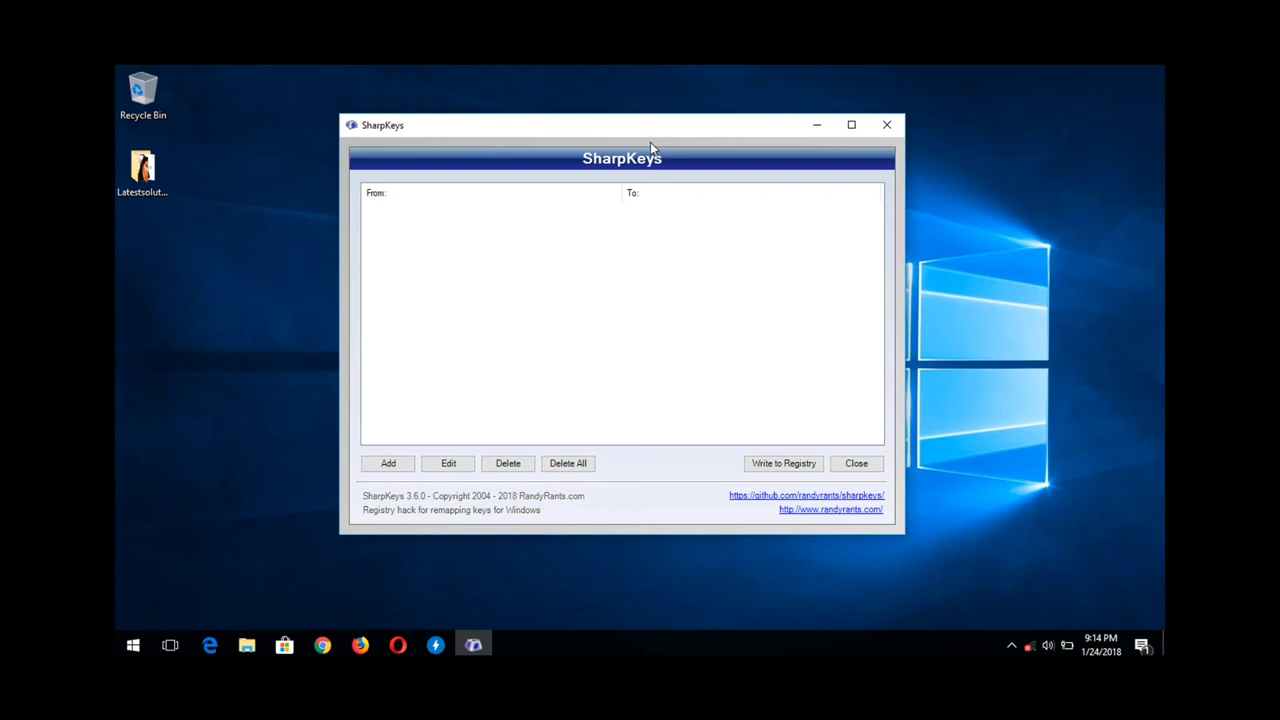 Recycle Bin
Latestsolut...
SharpKeys
SharpKeys
From:
To:
Add
Edit
Delete
Delete All
Write to Registry
Close
SharpKeys 3.6.0 - Copyright 2004 - 2018 RandyRants.com
https://github.com/randyrants/sharpkeys/
Registry hack for remapping keys for Windows
http://www.randyrants.com/
9:14 PM
1/24/2018
1